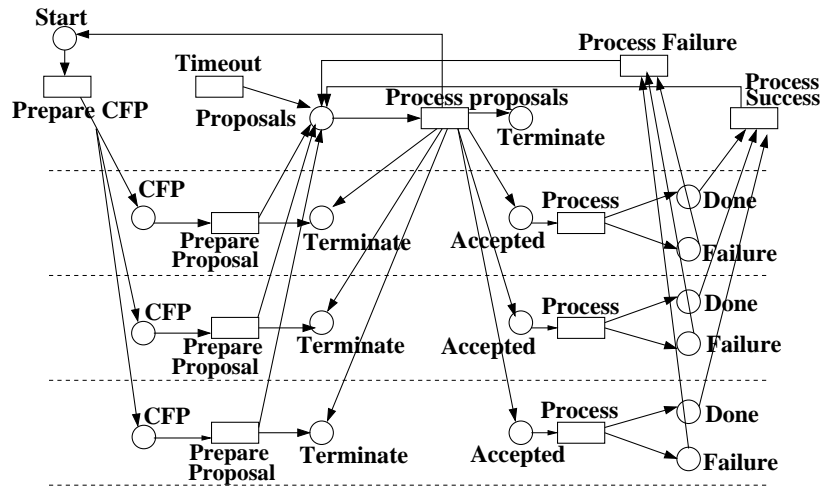 Start
Process Failure
Timeout
Process
Success
Prepare CFP
Process proposals
Proposals
Terminate
CFP
Process
Done
Prepare
Proposal
Terminate
Accepted
Failure
CFP
Process
Done
Prepare
Proposal
Terminate
Accepted
Failure
CFP
Process
Done
Prepare
Proposal
Terminate
Accepted
Failure